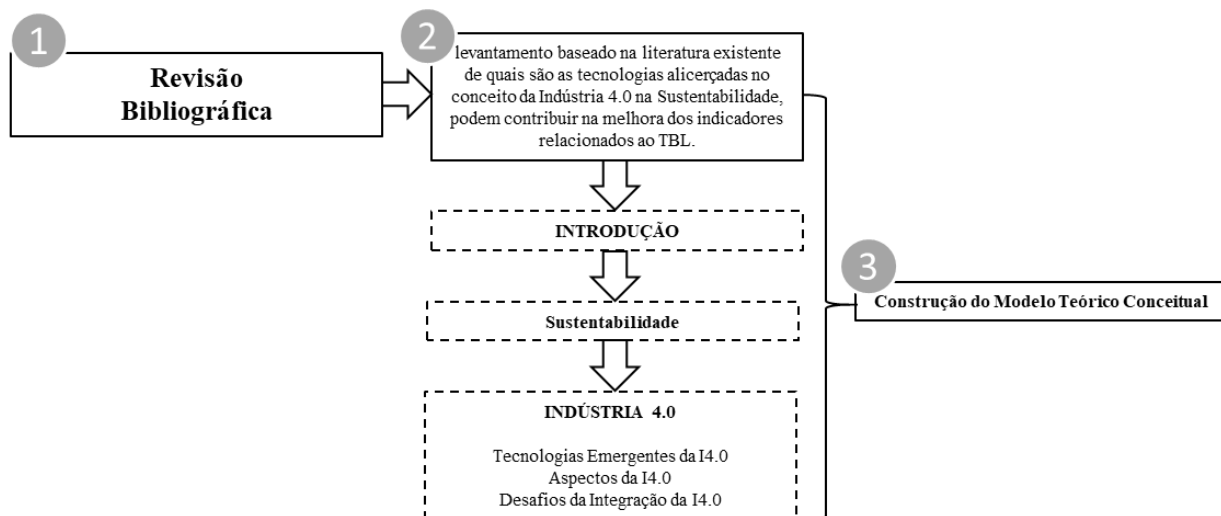 1
Revisão
Bibliográfica
2
levantamento baseado na literatura existente
de quais são as tecnologias alicerçadas no
conceito da Indústria 4.0 na Sustentabilidade,
podem contribuir na melhora dos indicadores
relacionados ao TBL.
INTRODUÇÃO
Sustentabilidade
INDÚSTRIA 4.0
Tecnologias Emergentes da I4.0
Aspectos da I4.0
Desafios da Integração da I4.0
3
Construção do Modelo Teórico Conceitual